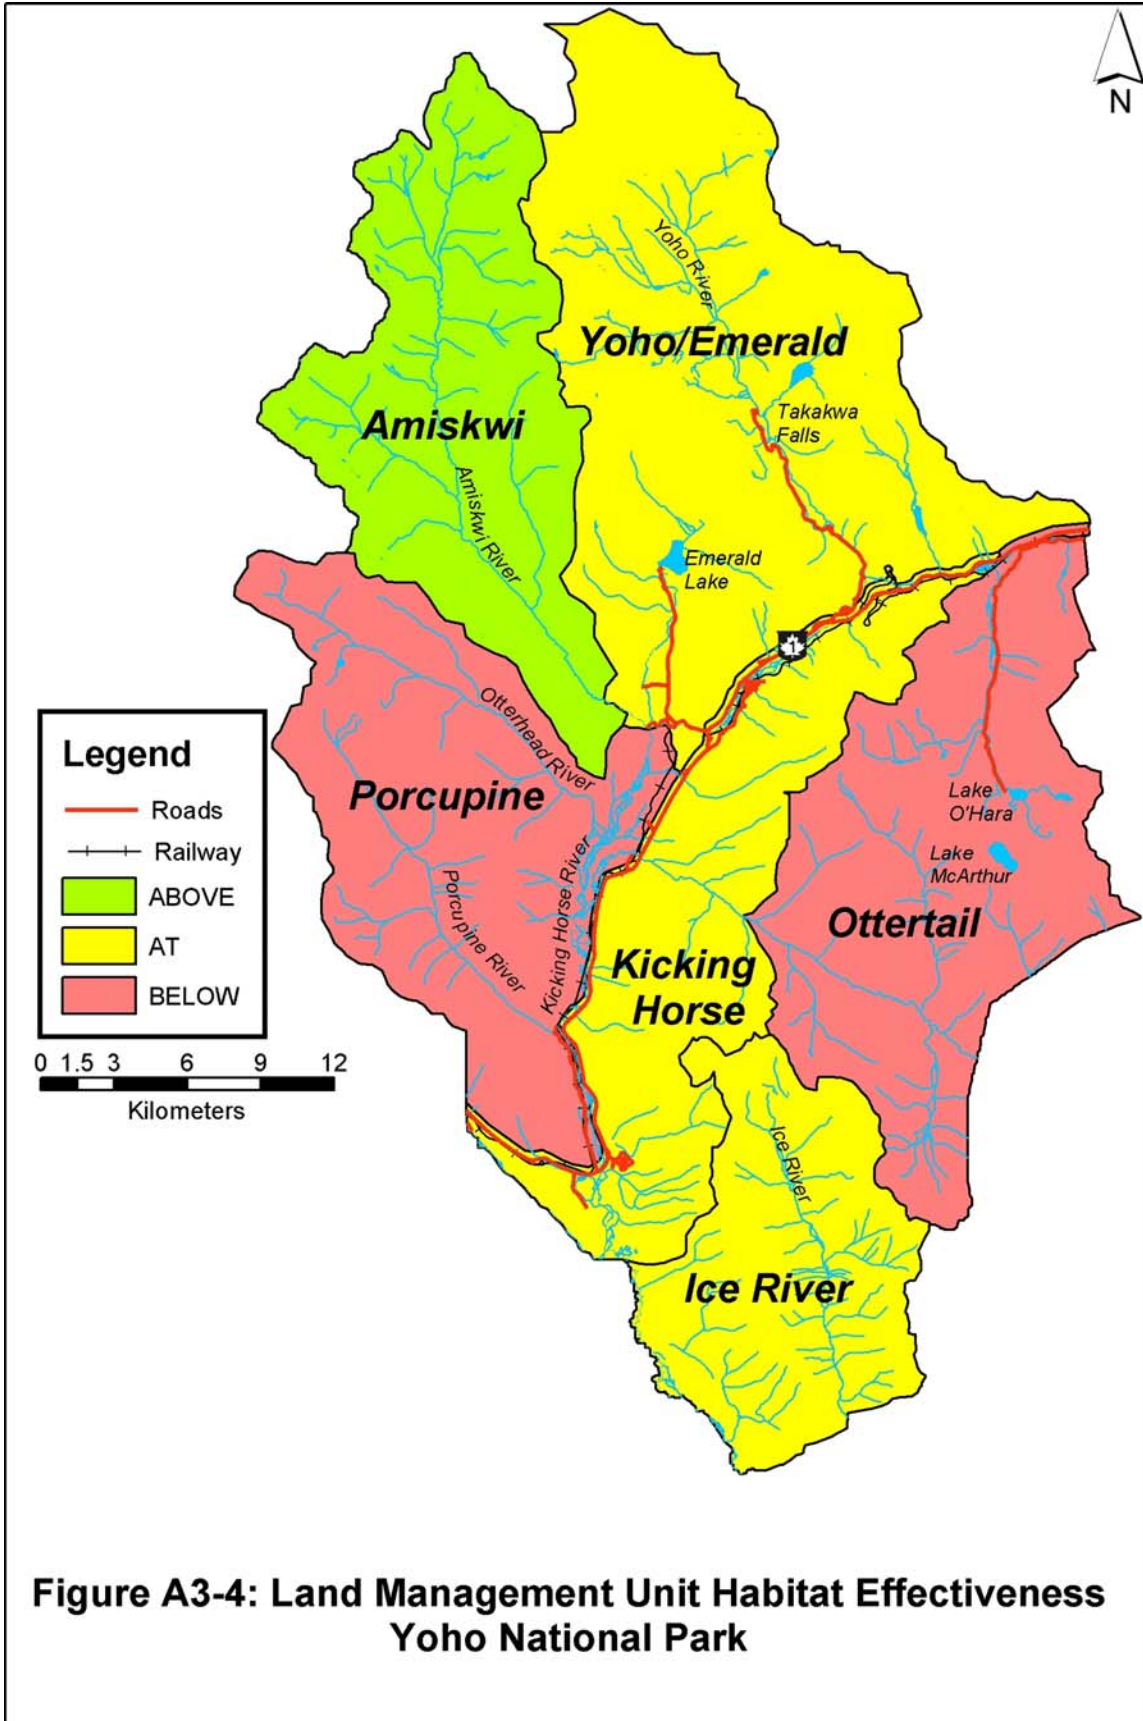 N
Yoho River
Yoho/Emerald
Takakwa
Falls
Amiskwi
Amiskwi River
Emerald
Lake
1
Otterhead River
Porcupine
Porcupine River
Kicking Horse River
Lake
O'Hara
Lake
McArthur
Ottertail
Kicking
Horse
Ice River
Ice River
Legend
Roads
Railway
ABOVE
AT
BELOW
0 1.5 3 6 9 12
Kilometers
Figure A3-4: Land Management Unit Habitat Effectiveness
Yoho National Park